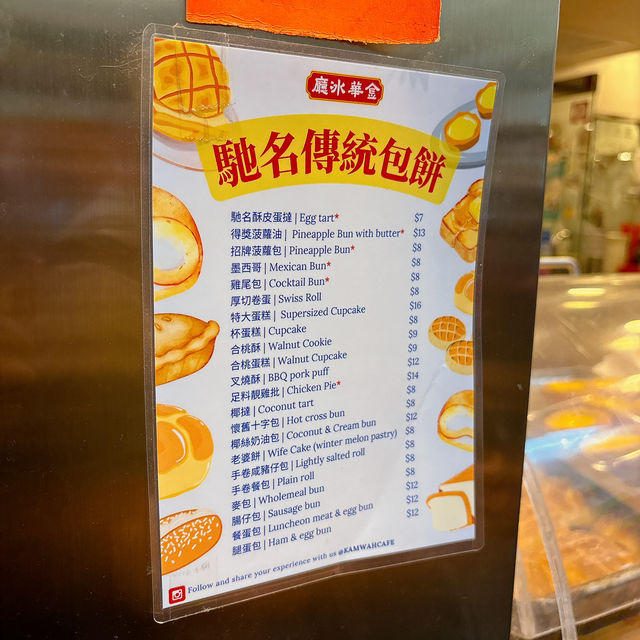 金華冰廳
馳名傳統包餅
馳名酥皮蛋撻 | Egg tart* $7
得獎菠蘿油 | Pineapple Bun with butter* $13
招牌菠蘿包 | Pineapple Bun* $8
墨西哥 | Mexican Bun* $8
雞尾包 | Cocktail Bun* $8
厚切卷蛋 | Swiss Roll $8
特大蛋糕 | Supersized Cupcake $16
杯蛋糕 | Cupcake $8
合桃酥 | Walnut Cookie $9
合桃蛋糕 | Walnut Cupcake $9
叉燒酥 | BBQ pork puff $12
足料靚雞批 | Chicken Pie* $14
椰撻 | Coconut tart $8
懷舊十字包 | Hot cross bun $8
椰絲奶油包 | Coconut & Cream bun $12
老婆餅 | Wife Cake (winter melon pastry) $8
手卷咸豬仔包 | Lightly salted roll $8
手卷餐包 | Plain roll $8
麥包 | Wholemeal bun $8
腸仔包 | Sausage bun $12
餐蛋包 | Luncheon meat & egg bun $12
腿蛋包 | Ham & egg bun $12
Follow and share your experience with us @KAMWAHCAFE